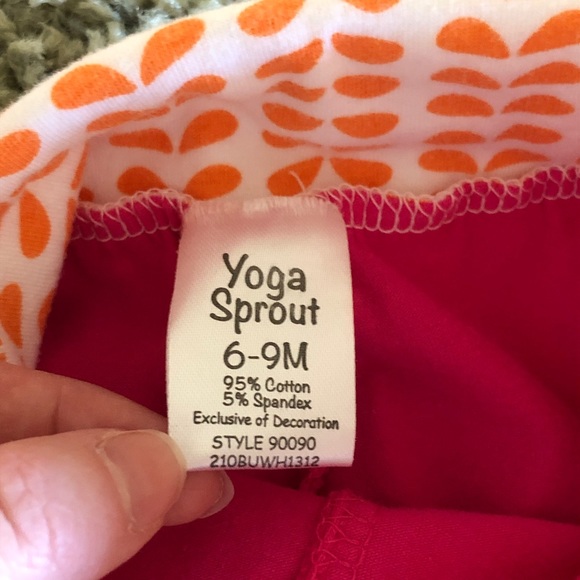 Yoga
Sprout
6-9M
95% Cotton
5% Spandex
Exclusive of Decoration
STYLE 90090
210BUWH1312